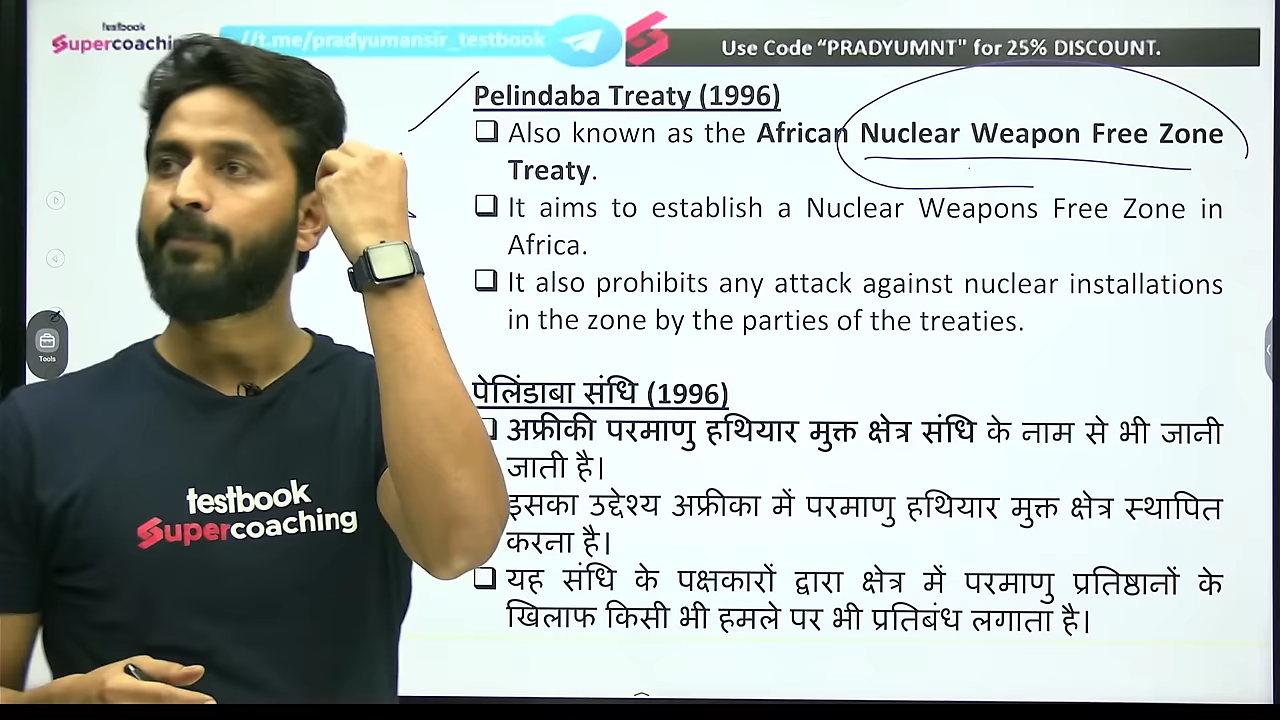 testbook
Supercoachi
//t.me/pradyumansir_testbook
Use Code “PRADYUMNT" for 25% DISCOUNT.
Pelindaba Treaty (1996)
❑ Also known as the African Nuclear Weapon Free Zone
Treaty.
❑ It aims to establish a Nuclear Weapons Free Zone in
Africa.
❑ It also prohibits any attack against nuclear installations
in the zone by the parties of the treaties.
Tools
पेलिंडाबा संधि (1996)
❑ अफ्रीकी परमाणु हथियार मुक्त क्षेत्र संधि के नाम से भी जानी
जाती है।
इसका उद्देश्य अफ्रीका में परमाणु हथियार मुक्त क्षेत्र स्थापित
करना है।
❑ यह संधि के पक्षकारों द्वारा क्षेत्र में परमाणु प्रतिष्ठानों के
खिलाफ किसी भी हमले पर भी प्रतिबंध लगाता है।
testbook
Supercoaching